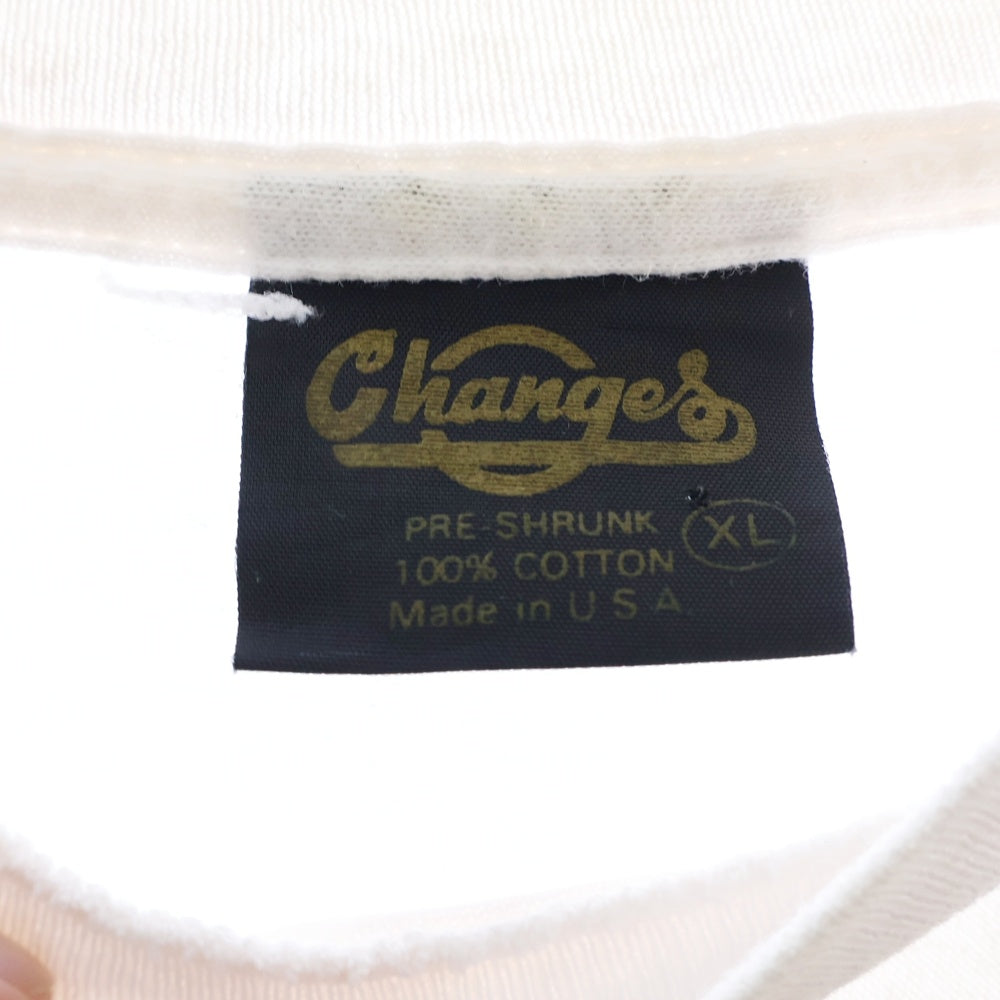 Changes
PRE-SHRUNK
XL
100% COTTON
Made in U S A.